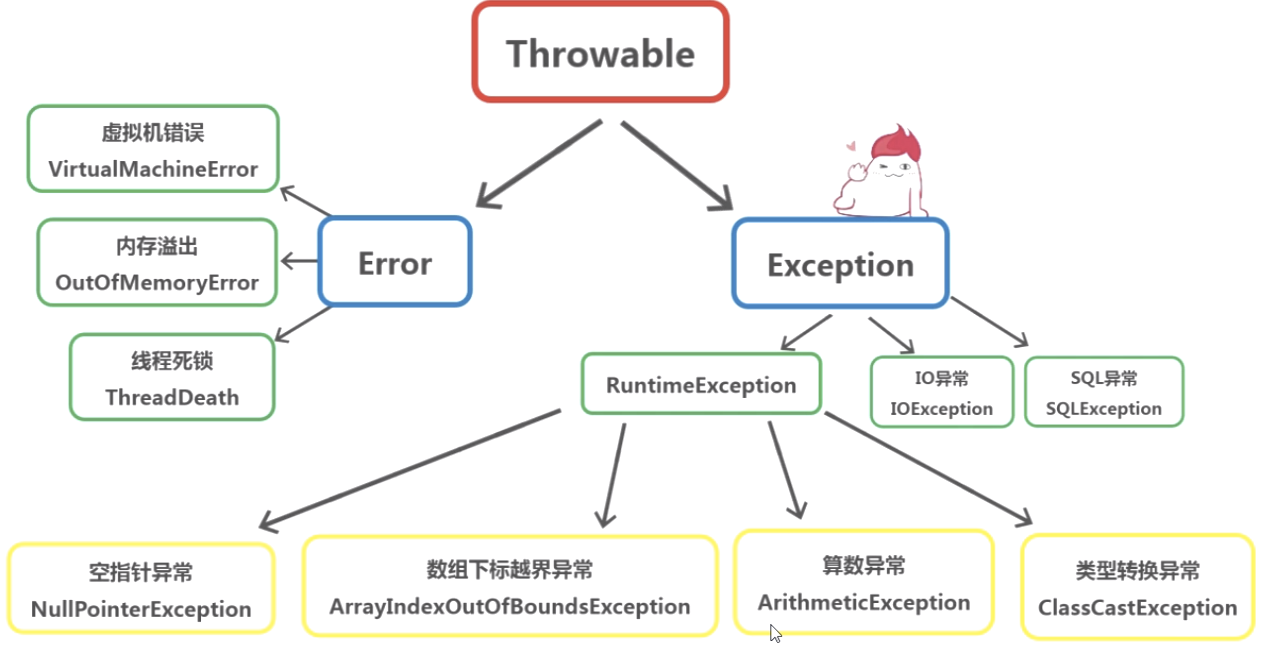 Throwable
虚拟机错误
VirtualMachineError
内存溢出
OutOfMemoryError
线程死锁
ThreadDeath
Error
Exception
RuntimeException
IO异常
IOException
SQL异常
SQLException
空指针异常
NullPointerException
数组下标越界异常
ArrayIndexOutOfBoundsException
算数异常
ArithmeticException
类型转换异常
ClassCastException